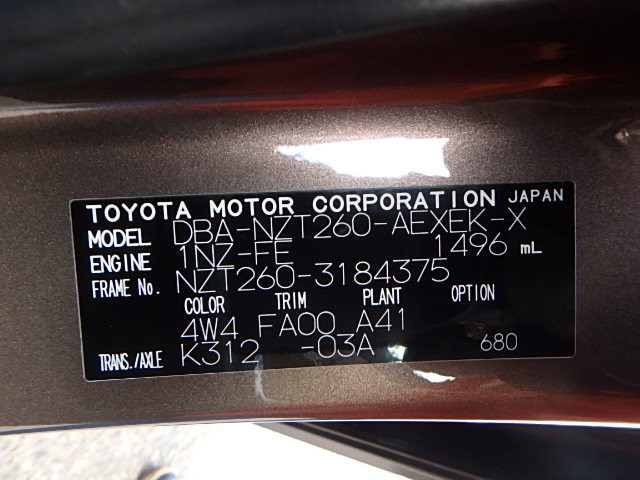 TOYOTA MOTOR CORPORATION JAPAN
MODEL DBA-NZT260-AEXEK-X
ENGINE 1NZ-FE 1496 mL
FRAME No. NZT260-3184375
COLOR TRIM PLANT OPTION
4W4 FA00 A41
TRANS./AXLE K312 -03A 680